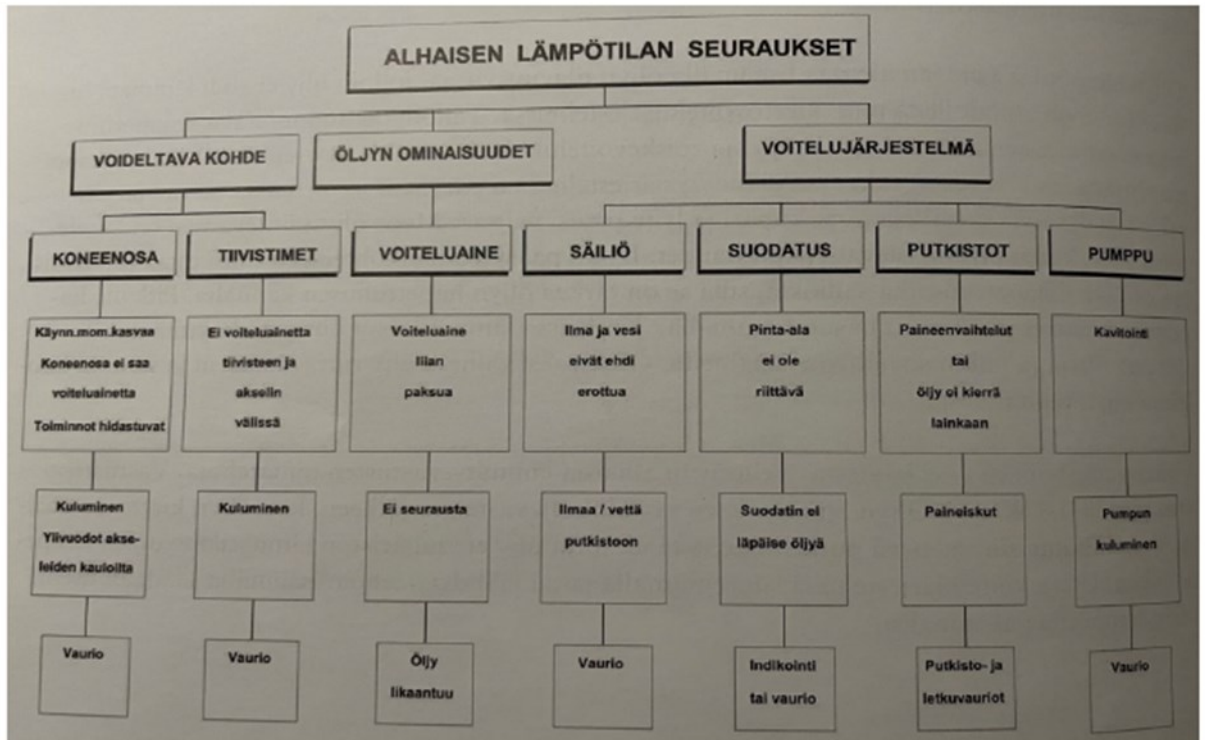 ALHAISEN LÄMPÖTILAN SEURAUKSET
VOIDELTAVA KOHDE
ÖLJYN OMINAISUUDET
VOITELUJÄRJESTELMÄ
KONEENOSA
TIIVISTIMET
VOITELUAINE
SÄILIÖ
SUODATUS
PUTKISTOT
PUMPPU
Käynn.mom.kasvaa
Koneenosa ei saa
voiteluainetta
Toiminnot hidastuvat
Ei voiteluainetta
tiivisteen ja
akselin
välissä
Voiteluaine
liian
paksua
Ilma ja vesi
eivät ehdi
erottua
Pinta-ala
ei ole
riittävä
Paineenvaihtelut
tai
öljy ei kierrä
lainkaan
Kavitointi
Kuluminen
Ylivuodot akse-
leiden kauloilta
Kuluminen
Ei seurausta
Ilmaa / vettä
putkistoon
Suodatin ei
läpäise öljyä
Paineiskut
Pumpun
kuluminen
Vaurio
Vaurio
Öljy
likaantuu
Vaurio
Indikointi
tai vaurio
Putkisto- ja
letkuvauriot
Vaurio